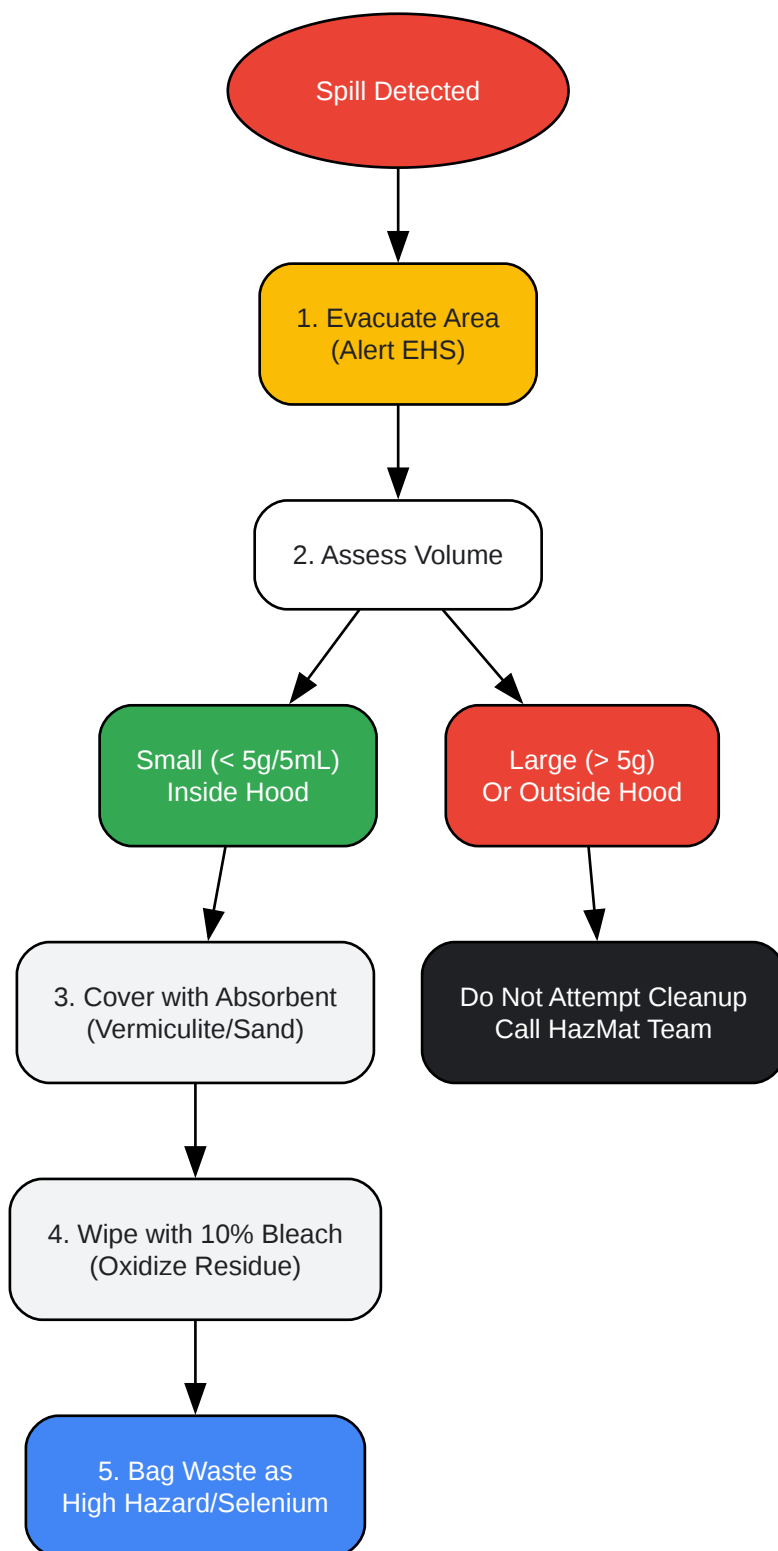 Spill Detected
1. Evacuate Area
(Alert EHS)
2. Assess Volume
Small (< 5g/5mL)
Inside Hood
Large (> 5g)
Or Outside Hood
3. Cover with Absorbent
(Vermiculite/Sand)
Do Not Attempt Cleanup
Call HazMat Team
4. Wipe with 10% Bleach
(Oxidize Residue)
5. Bag Waste as
High Hazard/Selenium